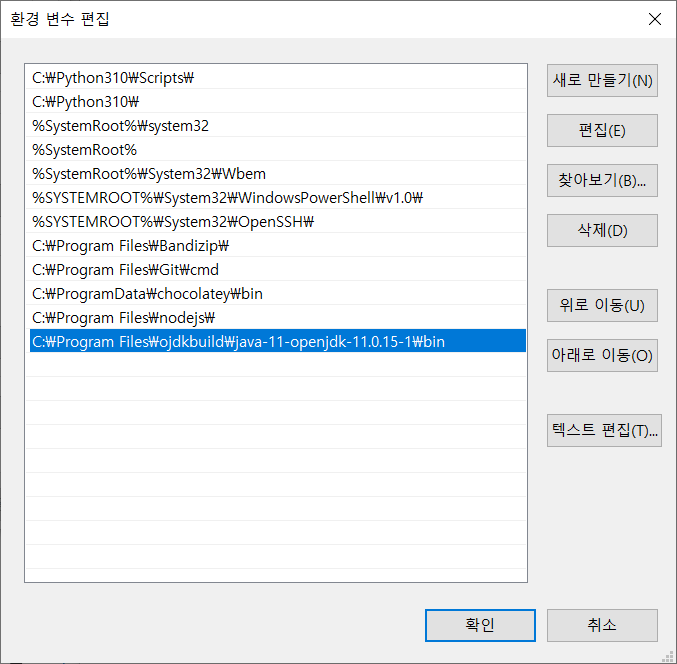 환경 변수 편집
C:₩Python310₩Scripts₩
C:₩Python310₩
%SystemRoot%₩system32
%SystemRoot%
%SystemRoot%₩System32₩Wbem
%SYSTEMROOT%₩System32₩WindowsPowerShell₩v1.0₩
%SYSTEMROOT%₩System32₩OpenSSH₩
C:₩Program Files₩Bandizip₩
C:₩Program Files₩Git₩cmd
C:₩ProgramData₩chocolatey₩bin
C:₩Program Files₩nodejs₩
C:₩Program Files₩ojdkbuild₩java-11-openjdk-11.0.15-1₩bin
새로 만들기(N)
편집(E)
찾아보기(B)...
삭제(D)
위로 이동(U)
아래로 이동(O)
텍스트 편집(T)...
확인
취소